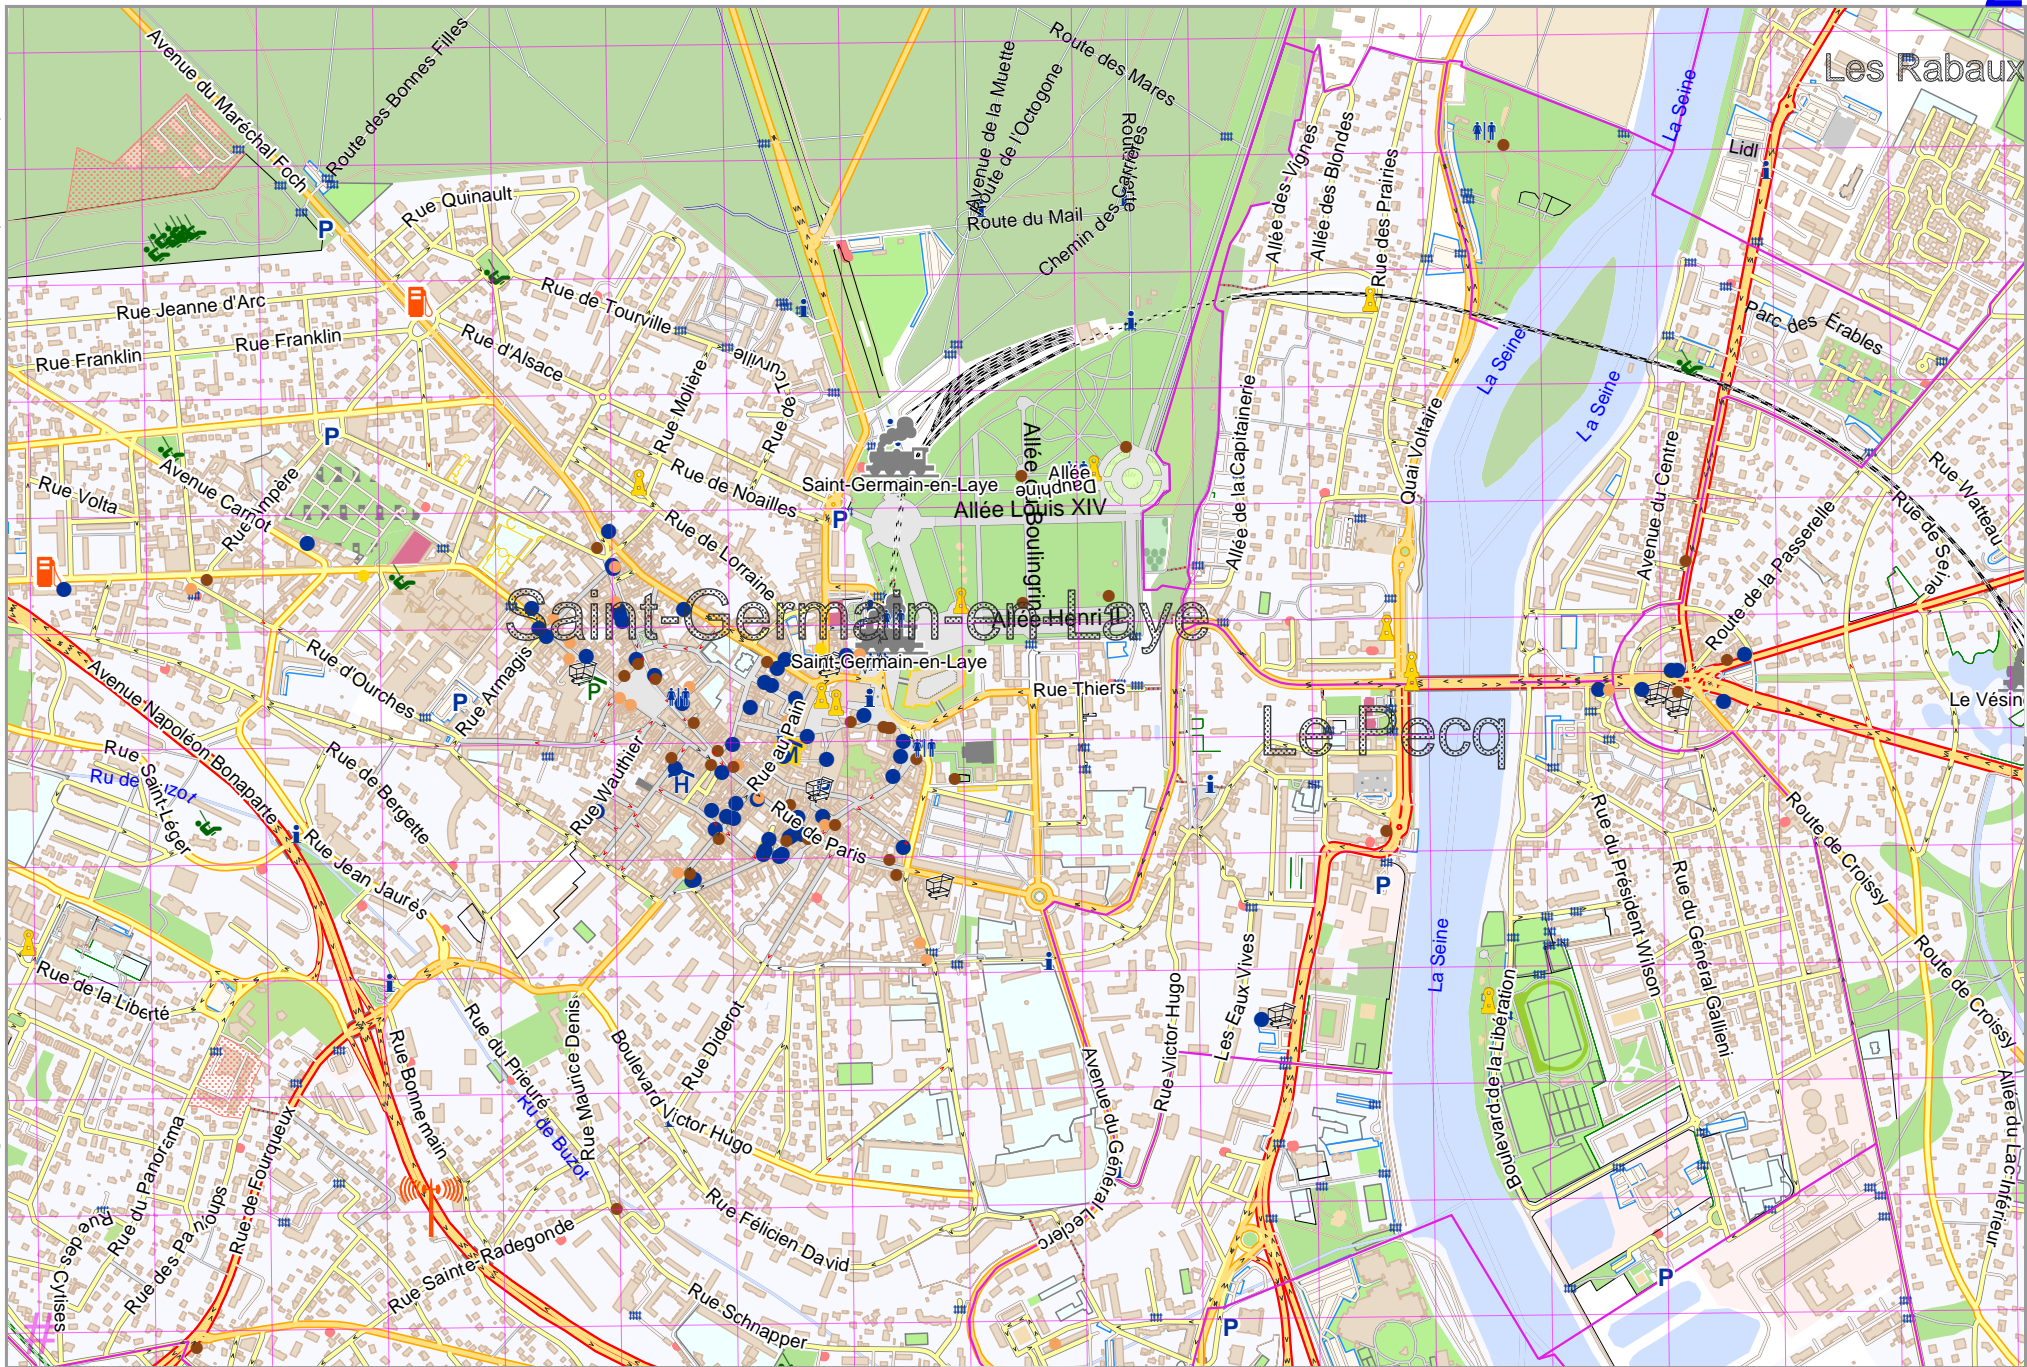 Avenue du Maréchal Foch
Route des Bonnes Filles
Avenue de la Muette
Route de l'Octogone
Route des Mares
Les Rabaux
La Seine
Lidl
Allée des Vignes
Allée des Blondes
Rue des Prairies
Rue Quinault
Route du Mail
Chemin des Carrières
P
Rue Jeanne d'Arc
Rue de Tourville
Rue Franklin
Rue Franklin
Rue d'Alsace
Rue de Tourville
Parc des Érables
La Seine
La Seine
Rue Molière
Allée de la Capitainerie
Quai Voltaire
Avenue du Centre
P
Avenue Carnot
Rue Volta
Rue Ampère
Rue de Noailles
Saint-Germain-en-Laye
P
Allée Dauphine
Allée Louis XIV
Allée du Boulingrin
Rue Watteau
Rue de Seine
Route de la Passerelle
Rue de Lorraine
Saint-Germain-en-Laye
Allée Henri II
Saint-Germain-en-Laye
Rue d'Ourches
Rue Armagis
P
P
Rue Thiers
Le Pecq
Le Vésin
Avenue Napoléon Bonaparte
Rue Saint-Léger
Rue de Bergette
Rue Wauthier
Rue au Pain
H
Rue de Paris
Rue Jean Jaurès
P
Route de Croissy
Rue du Président Wilson
Rue du Général Gallieni
La Seine
Route de Croissy
Rue de la Liberté
Rue du Prieuré
Rue Maurice Denis
Rue Diderot
Boulevard Victor Hugo
Rue Bonnemain
Ru de Buzot
Avenue du Général Leclerc
Rue Victor Hugo
Les Eaux-Vives
Boulevard de la Libération
Allée du Lac Inférieur
Rue du Panorama
Rue de Fourqueux
Rue des Cytises
Rue Sainte-Radegonde
Rue Félicien David
Rue Schnapper
P
P